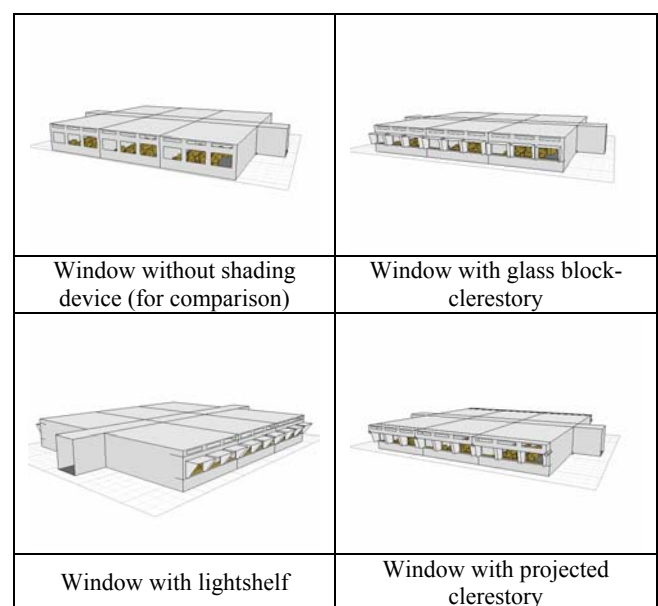 Window without shading
device (for comparison)
Window with glass block-
clerestory
Window with lightshelf
Window with projected
clerestory